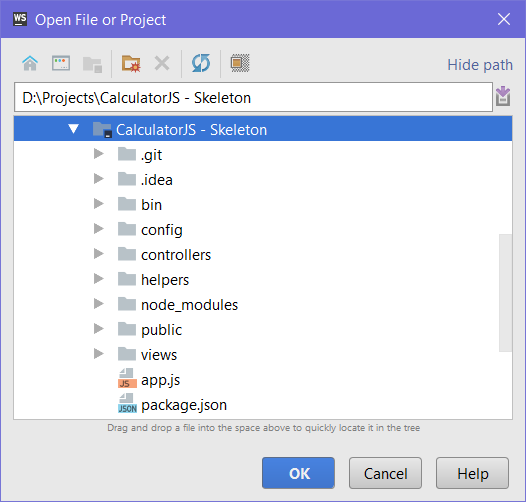 WS Open File or Project
Hide path
D:\Projects\CalculatorJS - Skeleton
CalculatorJS - Skeleton
.git
.idea
bin
config
controllers
helpers
node_modules
public
views
JS app.js
JSON package.json
Drag and drop a file into the space above to quickly locate it in the tree
OK Cancel Help